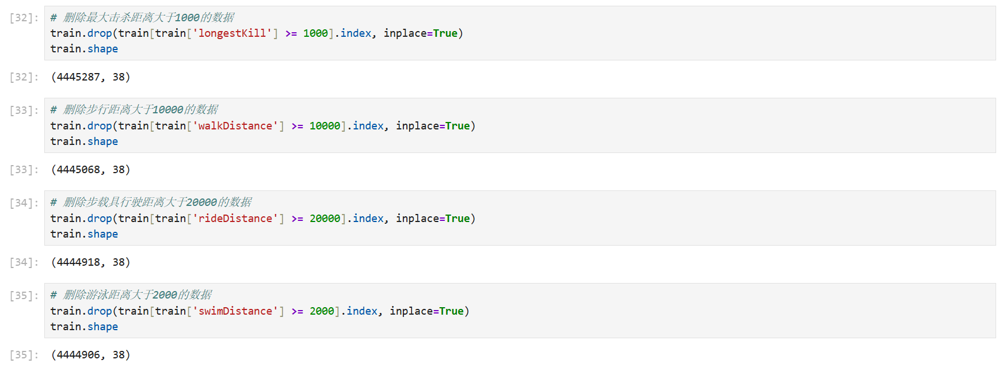 [32]: # 删除最大击杀距离大于1000的数据
train.drop(train[train['longestKill'] >= 1000].index, inplace=True)
train.shape
[32]: (4445287, 38)
[33]: # 删除步行距离大于10000的数据
train.drop(train[train['walkDistance'] >= 10000].index, inplace=True)
train.shape
[33]: (4445068, 38)
[34]: # 删除步载具行驶距离大于20000的数据
train.drop(train[train['rideDistance'] >= 20000].index, inplace=True)
train.shape
[34]: (4444918, 38)
[35]: # 删除游泳距离大于2000的数据
train.drop(train[train['swimDistance'] >= 2000].index, inplace=True)
train.shape
[35]: (4444906, 38)